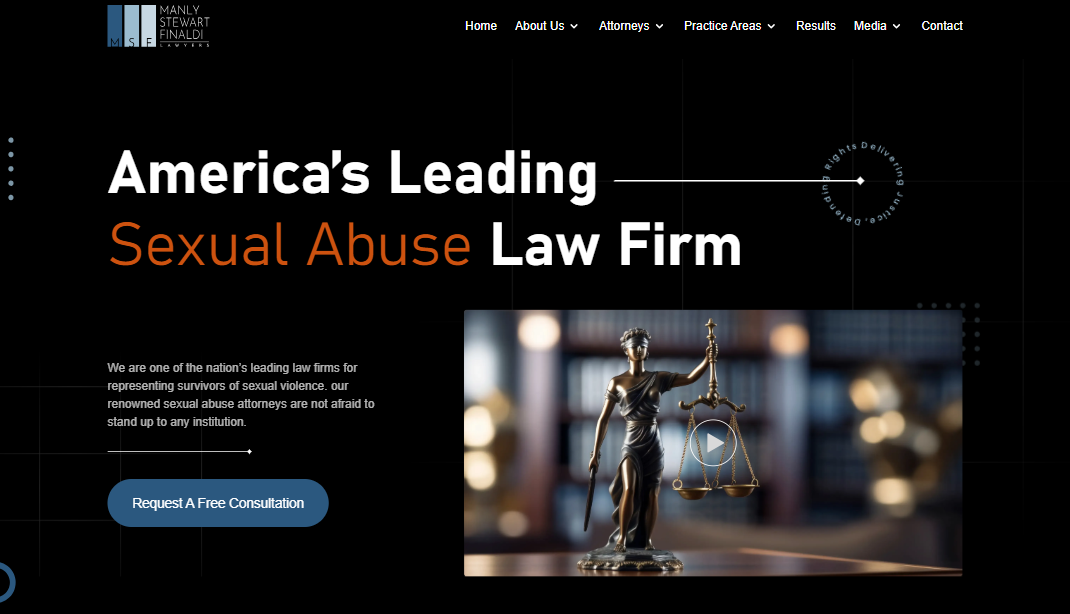 MANLY
STEWART
FINALDI
LAWYERS
M S F
Home About Us Attorneys Practice Areas Results Media Contact
America's Leading
Sexual Abuse Law Firm
Delivering Justice, Defending Rights
We are one of the nation's leading law firms for
representing survivors of sexual violence. our
renowned sexual abuse attorneys are not afraid to
stand up to any institution.
Request A Free Consultation